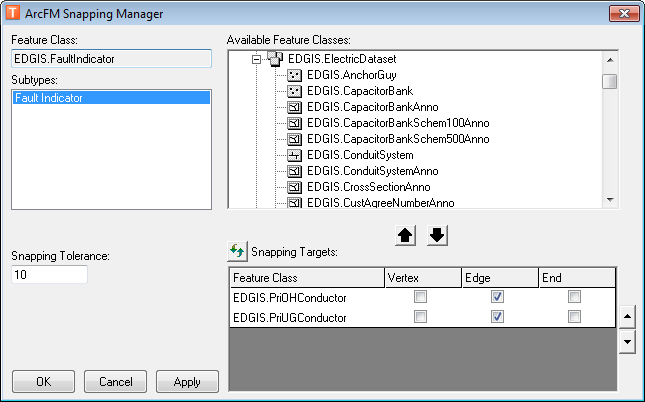 ArcFM Snapping Manager
Feature Class:
EDGIS.FaultIndicator
Subtypes:
Fault Indicator
Available Feature Classes:
EDGIS.ElectricDataset
EDGIS.AnchorGuy
EDGIS.CapacitorBank
EDGIS.CapacitorBankAnno
EDGIS.CapacitorBankSchem100Anno
EDGIS.CapacitorBankSchem500Anno
EDGIS.ConduitSystem
EDGIS.ConduitSystemAnno
EDGIS.CrossSectionAnno
EDGIS.CustAgreeNumberAnno
Snapping Tolerance:
10
Snapping Targets:
Feature Class Vertex Edge End
EDGIS.PriOHConductor
EDGIS.PriUGConductor
OK Cancel Apply